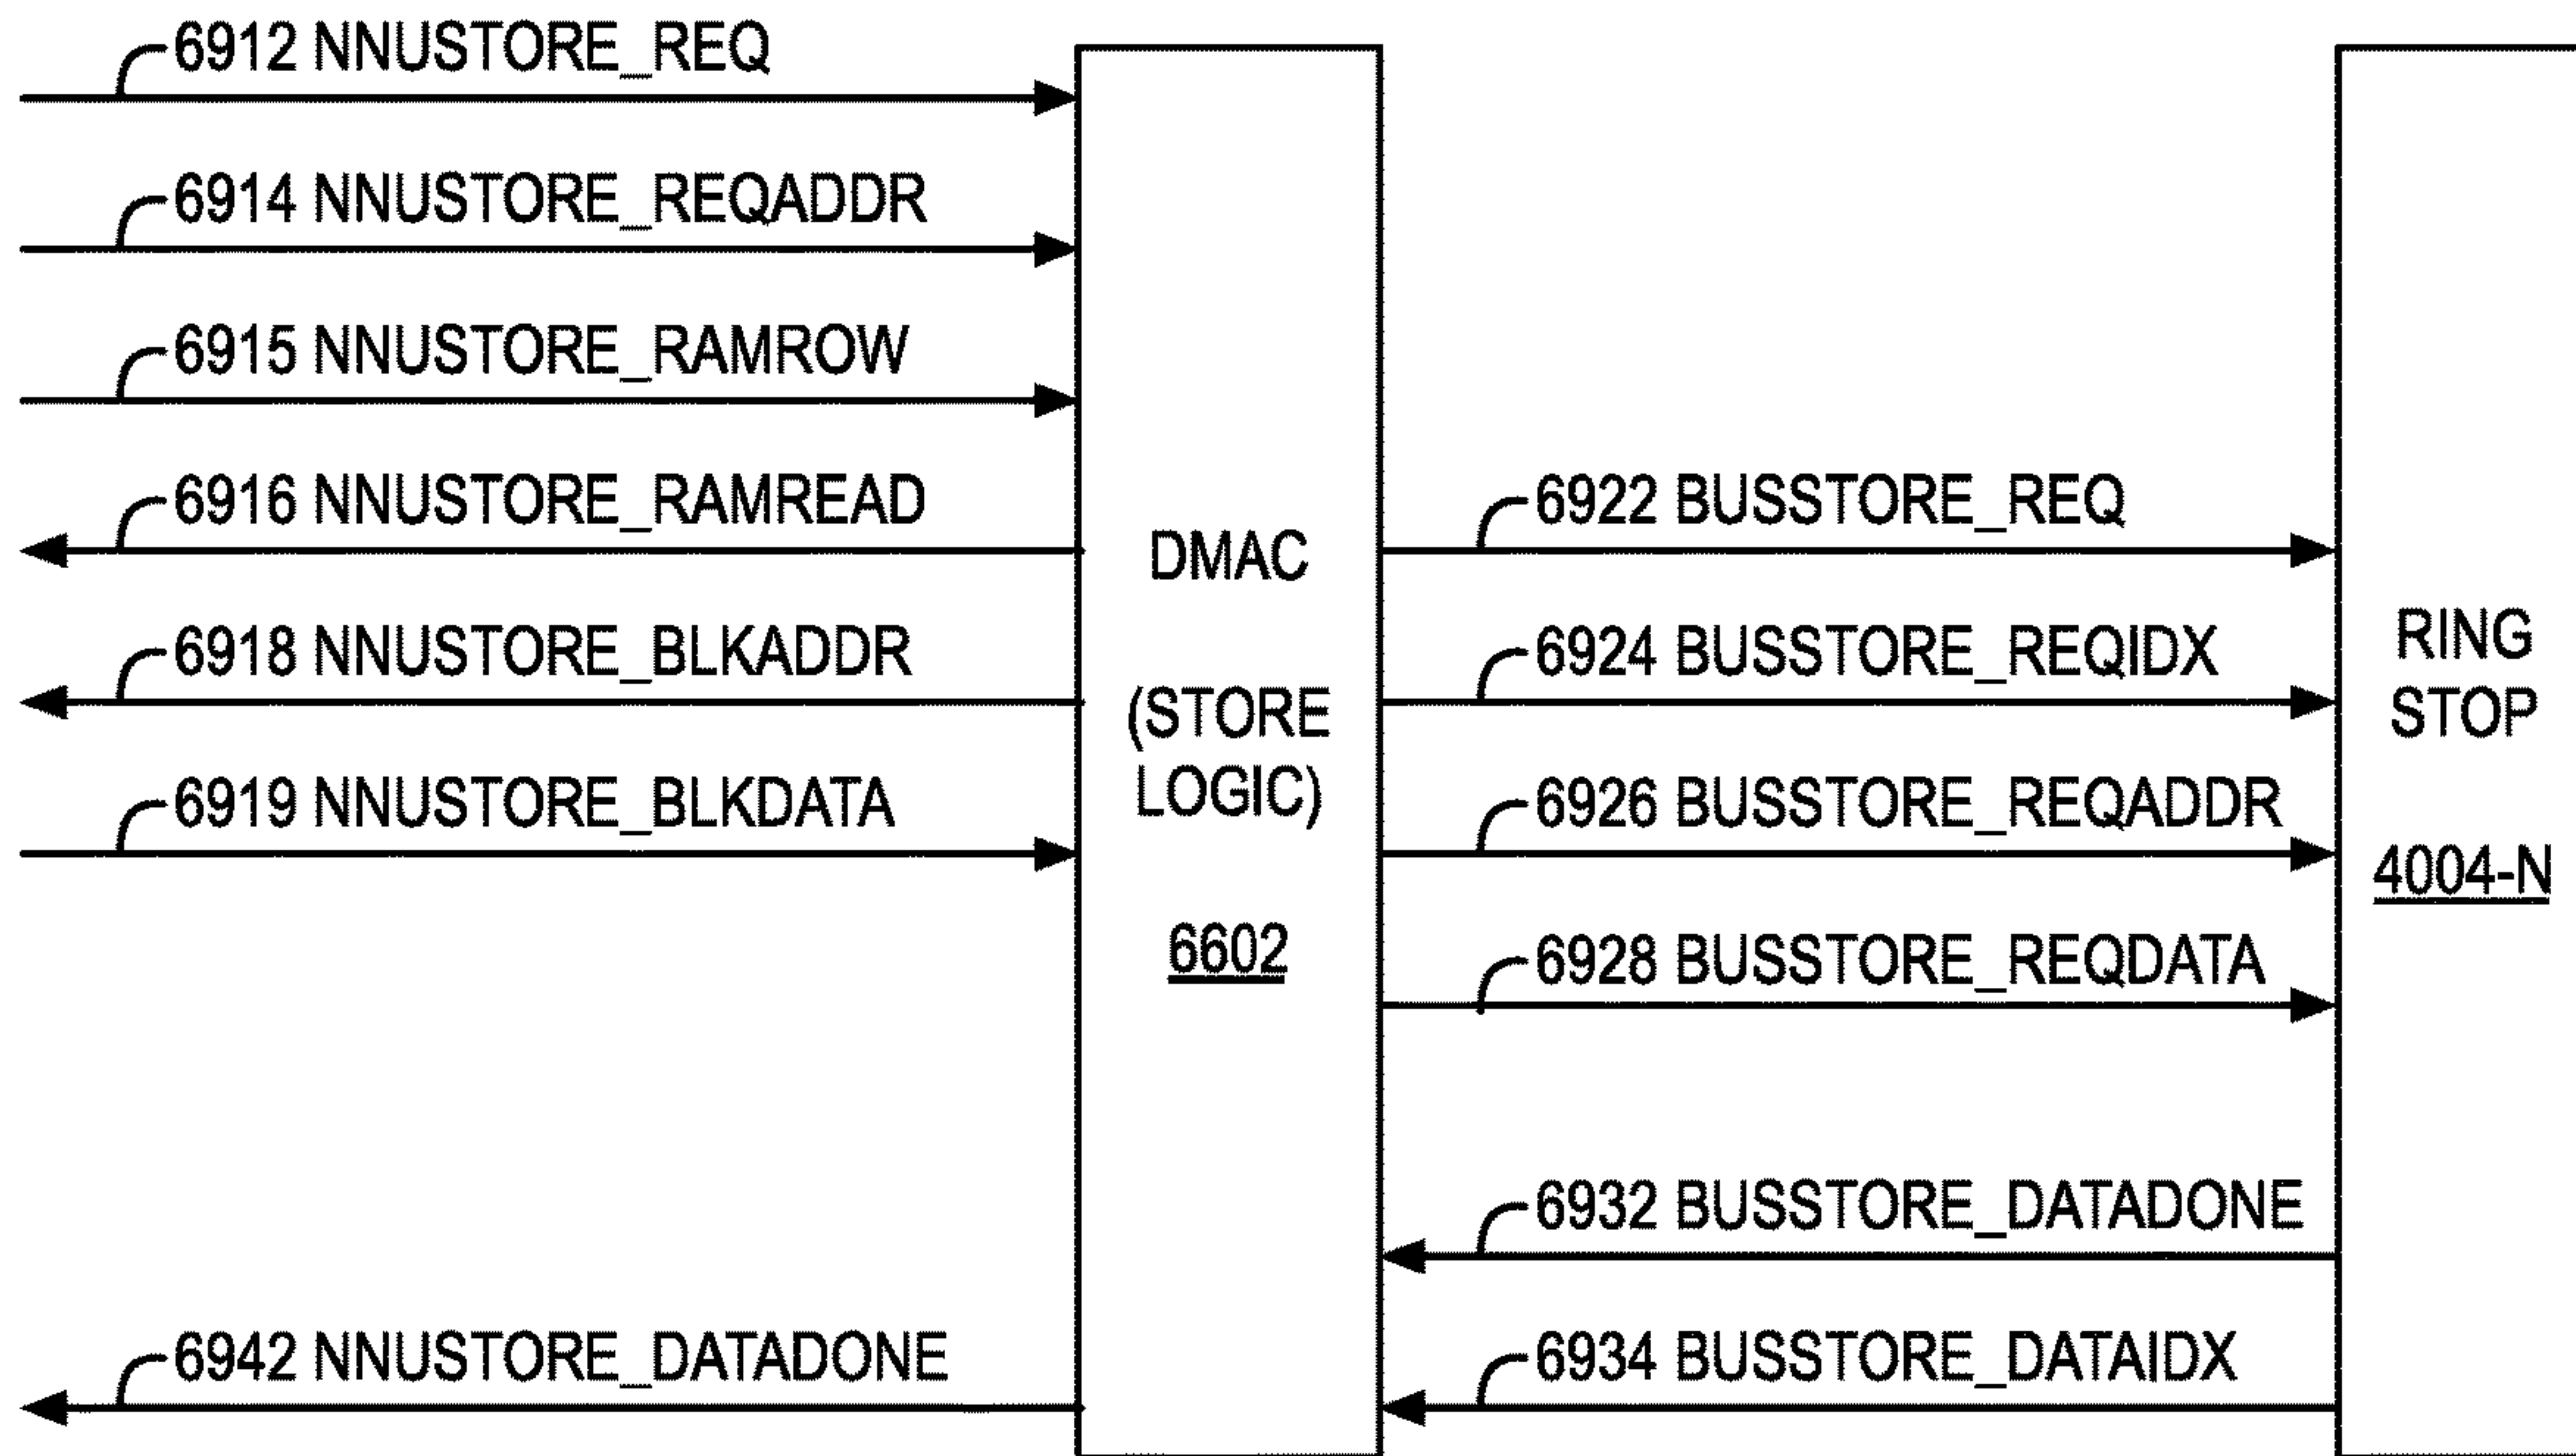 6912 NNUSTORE_REQ
6914 NNUSTORE_REQADDR
6915 NNUSTORE_RAMROW
6916 NNUSTORE_RAMREAD
6918 NNUSTORE_BLKADDR
6919 NNUSTORE_BLKDATA
6942 NNUSTORE_DATADONE
DMAC
(STORE
LOGIC)
6602
6922 BUSSTORE_REQ
6924 BUSSTORE_REQIDX
6926 BUSSTORE_REQADDR
6928 BUSSTORE_REQDATA
6932 BUSSTORE_DATADONE
6934 BUSSTORE_DATAIDX
RING
STOP
4004-N